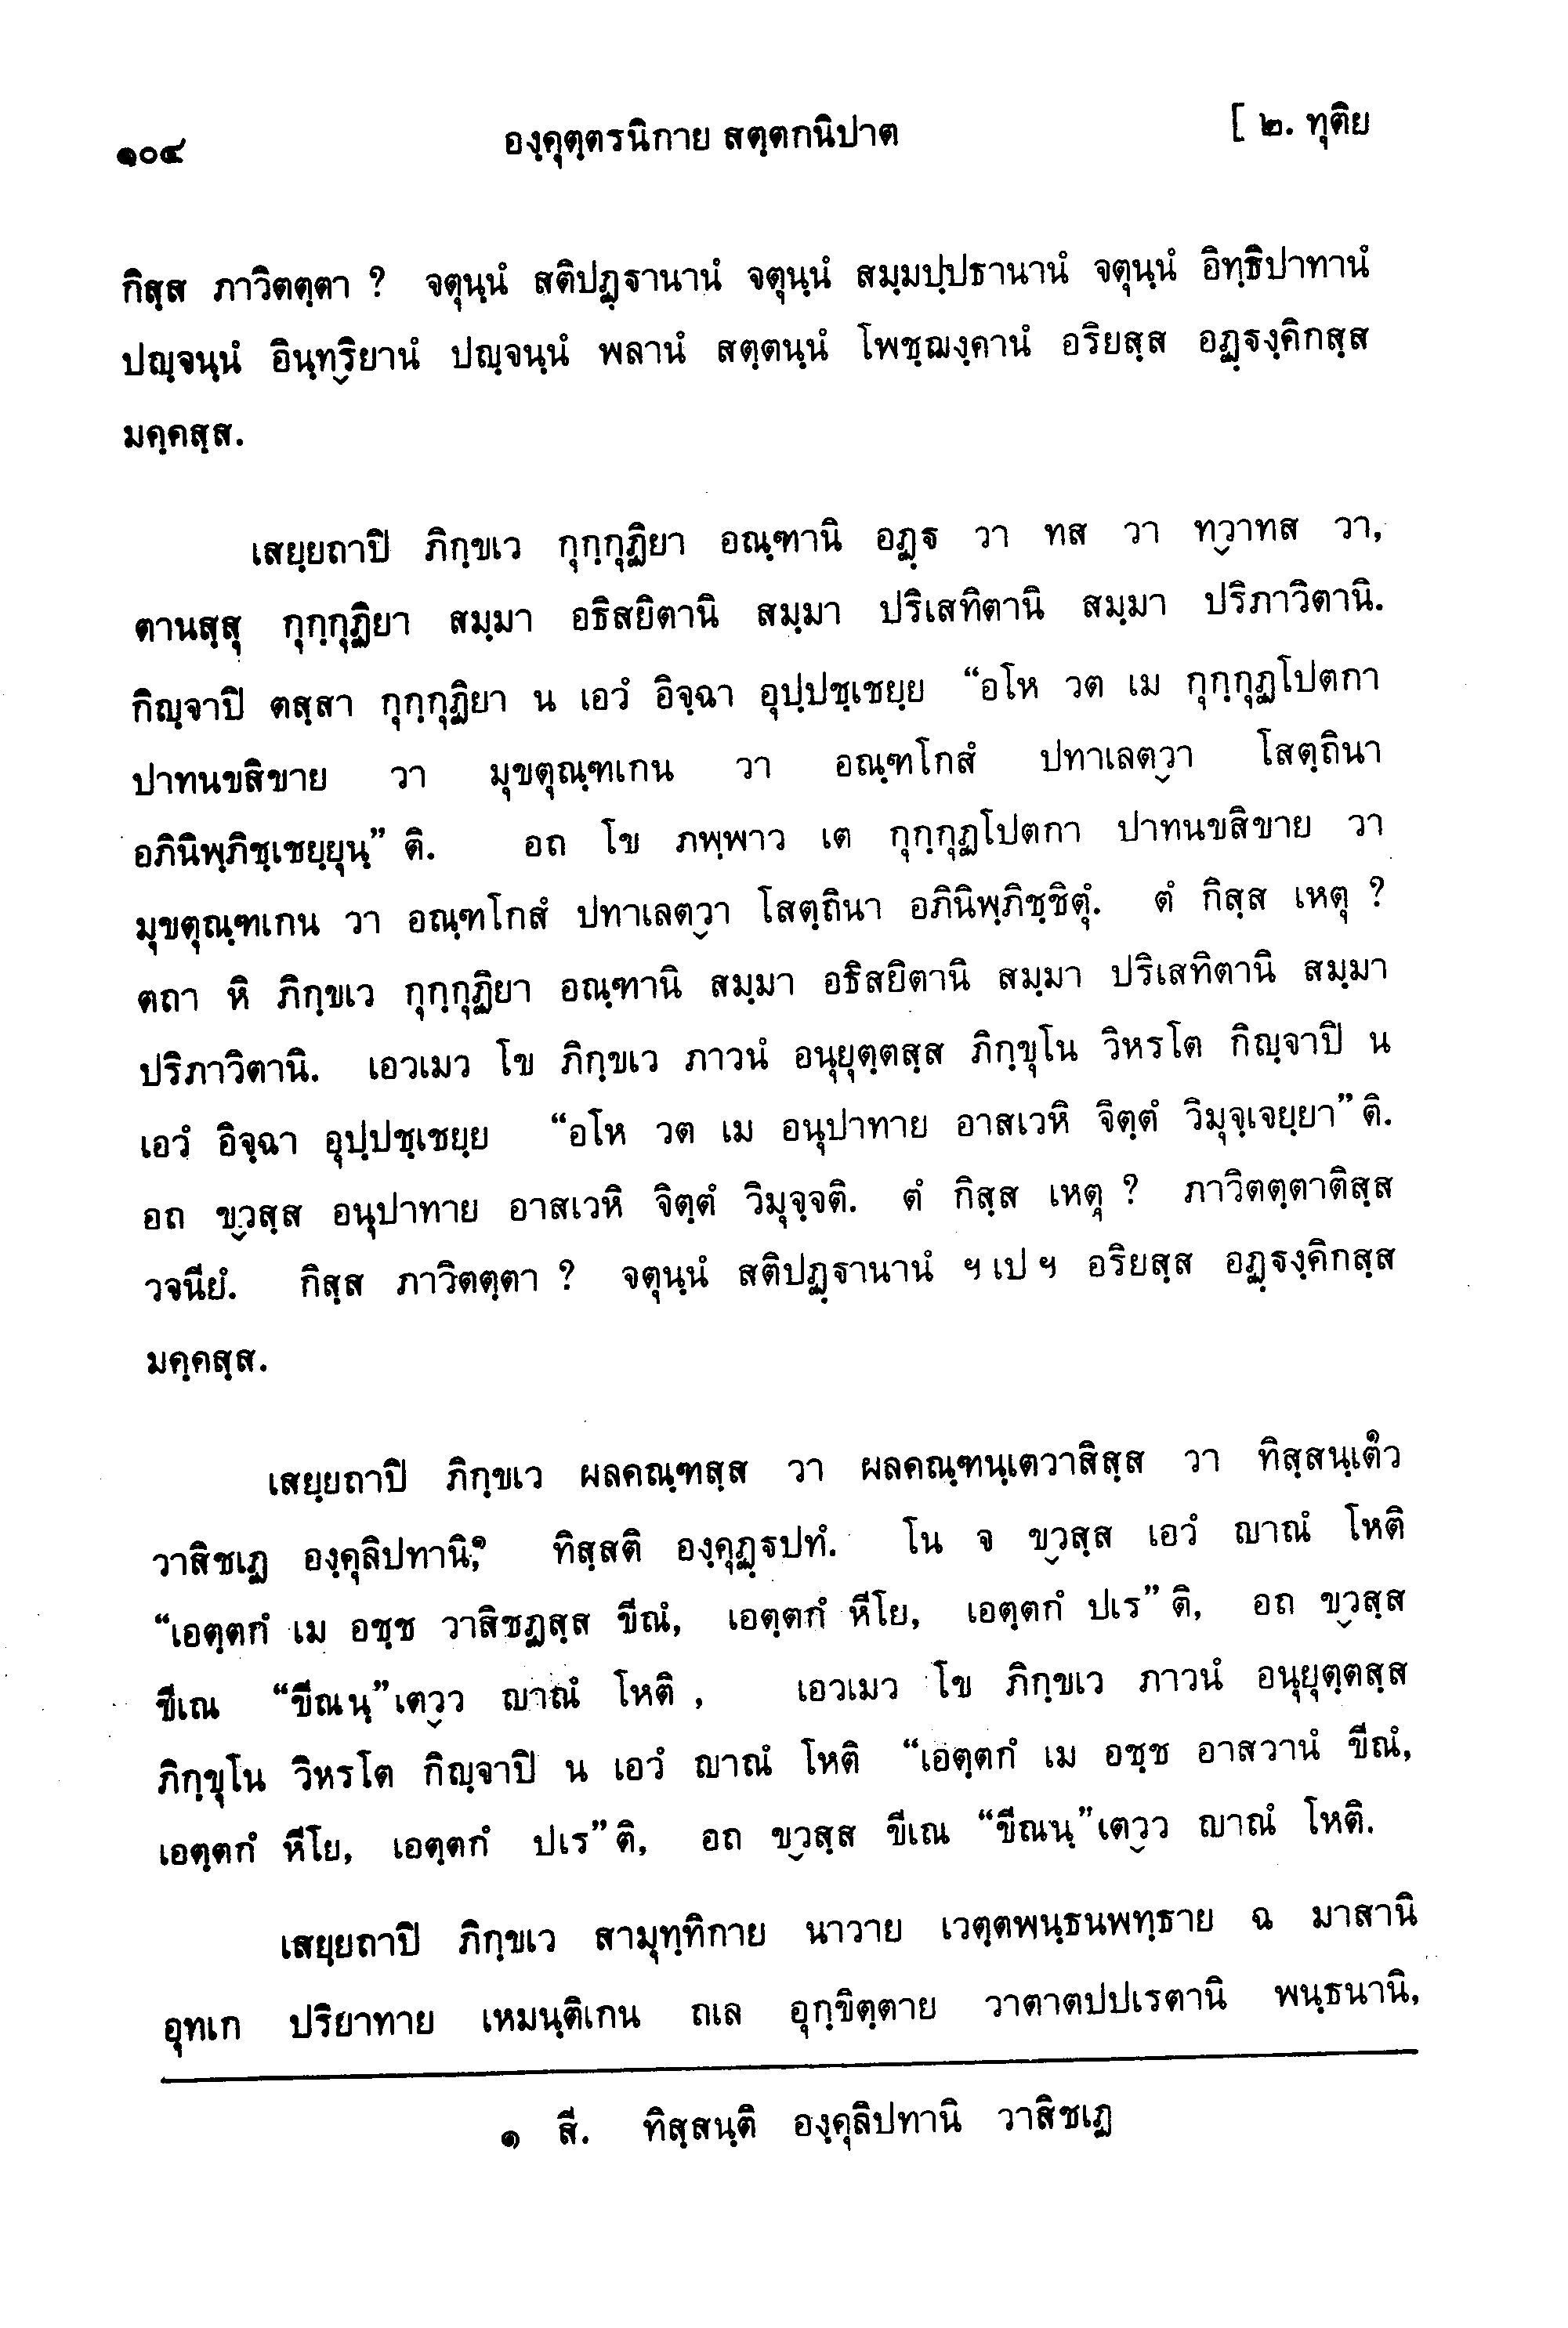 ๑๐๔ องฺคุตฺตรนิกาย สตฺตกนิปาต [ ๒. ทุติย
กิสฺส ภาวิตตฺตา ? จตุนฺนํ สติปฏฺฐานานํ จตุนฺนํ สมฺมปฺปธานานํ จตุนฺนํ อิทฺธิปาทานํ
ปญฺจนฺนํ อินฺทฺริยานํ ปญฺจนฺนํ พลานํ สตฺตนฺนํ โพชฺฌงฺคานํ อริยสฺส อฏฺฐงฺคิกสฺส
มคฺคสฺส.
เสยฺยถาปิ ภิกฺขเว กุกฺกุฏิยา อณฺฑานิ อฏฺฐ วา ทส วา ทฺวาทส วา,
ตานสฺสุ กุกฺกุฏิยา สมฺมา อธิสยิตานิ สมฺมา ปริเสทิตานิ สมฺมา ปริภาวิตานิ.
กิญฺจาปิ ตสฺสา กุกฺกุฏิยา น เอวํ อิจฺฉา อุปฺปชฺเชยฺย “อโห วต เม กุกฺกุฏโปตกา
ปาทนขสิขาย วา มุขตุณฺฑเกน วา อณฺฑโกสํ ปทาเลตฺวา โสตฺถินา
อภินิพฺภิชฺเชยฺยุนฺ” ติ. อถ โข ภพฺพาว เต กุกฺกุฏโปตกา ปาทนขสิขาย วา
มุขตุณฺฑเกน วา อณฺฑโกสํ ปทาเลตฺวา โสตฺถินา อภินิพฺภิชฺชิตุํ. ตํ กิสฺส เหตุ ?
ตถา หิ ภิกฺขเว กุกฺกุฏิยา อณฺฑานิ สมฺมา อธิสยิตานิ สมฺมา ปริเสทิตานิ สมฺมา
ปริภาวิตานิ. เอวเมว โข ภิกฺขเว ภาวนํ อนุยุตฺตสฺส ภิกฺขุโน วิหรโต กิญฺจาปิ น
เอวํ อิจฺฉา อุปฺปชฺเชยฺย “อโห วต เม อนุปาทาย อาสเวหิ จิตฺตํ วิมุจฺเจยฺยา” ติ.
อถ ขฺวสฺส อนุปาทาย อาสเวหิ จิตฺตํ วิมุจฺจติ. ตํ กิสฺส เหตุ ? ภาวิตตฺตาติสฺส
วจนียํ. กิสฺส ภาวิตตฺตา ? จตุนฺนํ สติปฏฺฐานานํ ฯ เป ฯ อริยสฺส อฏฺฐงฺคิกสฺส
มคฺคสฺส.
เสยฺยถาปิ ภิกฺขเว ผลคณฺฑสฺส วา ผลคณฺฑนฺเตวาสิสฺส วา ทิสฺสนฺเต๑ว
วาสิชเฏ องฺคุลิปทานิ,๑ ทิสฺสติ องฺคุฏฺฐปทํ. โน จ ขฺวสฺส เอวํ ญาณํ โหติ
“เอตฺตกํ เม อชฺช วาสิชฏสฺส ขีณํ, เอตฺตกํ หีโย, เอตฺตกํ ปเร” ติ, อถ ขฺวสฺส
ขีเณ “ขีณนฺ”เตฺวว ญาณํ โหติ , เอวเมว โข ภิกฺขเว ภาวนํ อนุยุตฺตสฺส
ภิกฺขุโน วิหรโต กิญฺจาปิ น เอวํ ญาณํ โหติ “เอตฺตกํ เม อชฺช อาสวานํ ขีณํ,
เอตฺตกํ หีโย, เอตฺตกํ ปเร” ติ, อถ ขฺวสฺส ขีเณ “ขีณนฺ”เตฺวว ญาณํ โหติ.
เสยฺยถาปิ ภิกฺขเว สามุทฺทิกาย นาวาย เวตฺตพนฺธนพทฺธาย ฉ มาสานิ
อุทเก ปริยาทาย เหมนฺติเกน ถเล อุกฺขิตฺตาย วาตาตปปเรตานิ พนฺธนานิ,
๑ สี. ทิสฺสนฺติ องฺคุลิปทานิ วาสิชเฏ